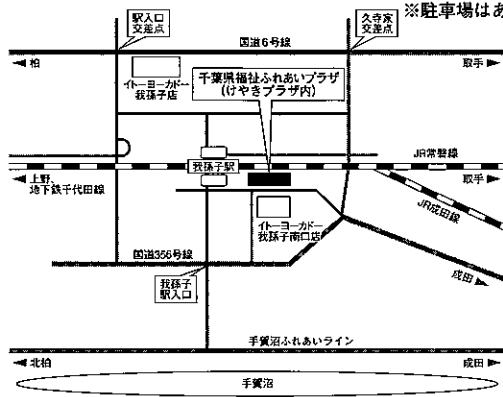 ※駐車場はあ
駅入口
交差点
久寺家
交差点
国道6号線
柏
取手
イトーヨーカドー
我孫子店
千葉県福祉ふれあいプラザ
(けやきプラザ内)
JR常磐線
我孫子駅
上野、
地下鉄千代田線
取手
JR成田線
イトーヨーカドー
我孫子南口店
国道356号線
成田
我孫子
駅入口
手賀沼ふれあいライン
北柏
成田
手賀沼